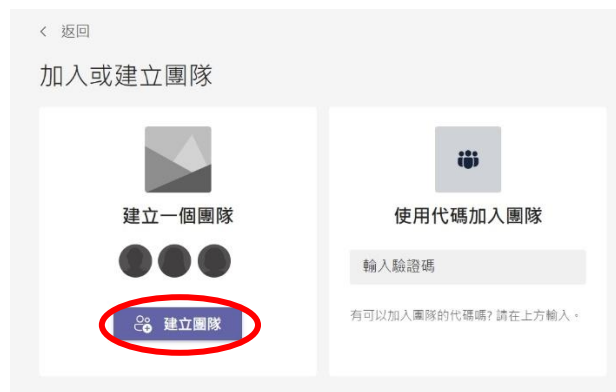 返回
加入或建立團隊
建立一個團隊
建立團隊
使用代碼加入團隊
輸入驗證碼
有可以加入團隊的代碼嗎? 請在上方輸入。